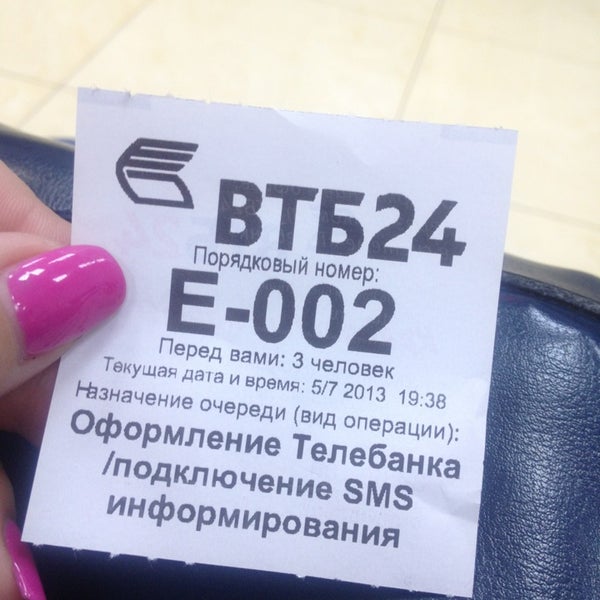 ВТБ24
Порядковый номер:
Е-002
Перед вами: 3 человек
Текущая дата и время: 5/7 2013 19:38
Назначение очереди (вид операции):
Оформление Телебанка
/подключение SMS
информирования